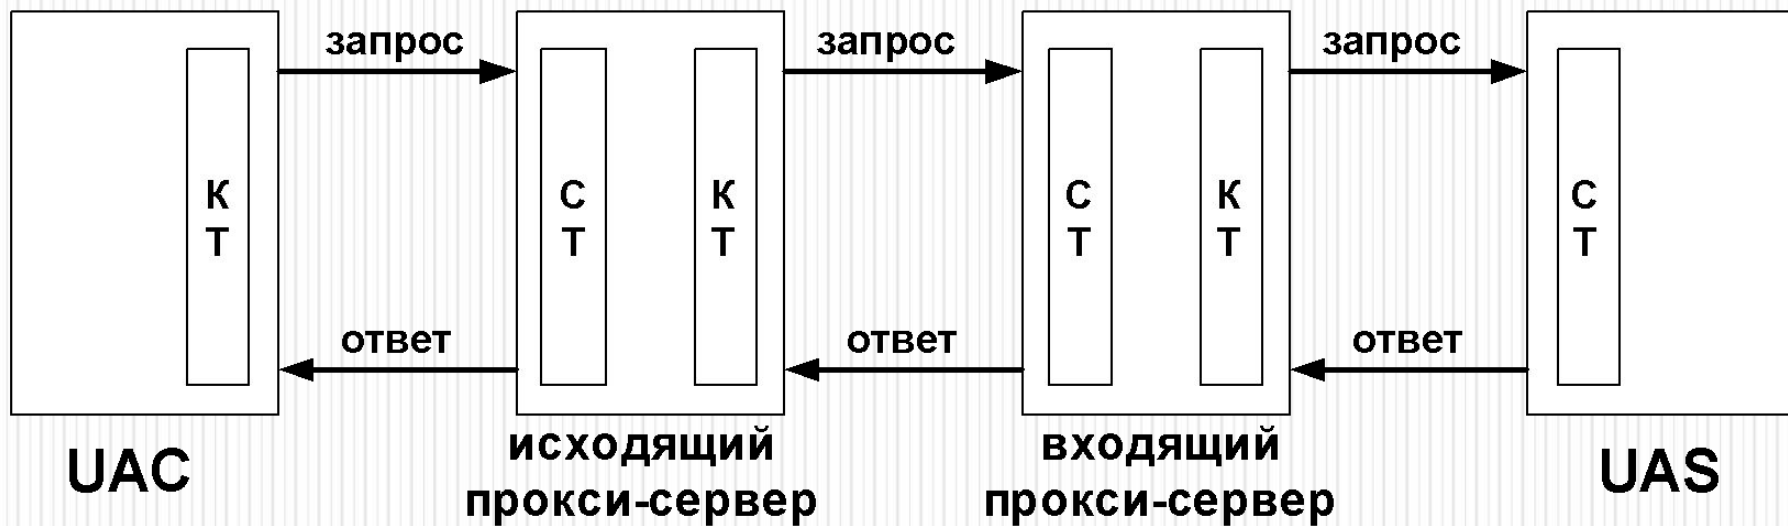 запрос
запрос
запрос
К
Т
С
Т
К
Т
С
Т
К
Т
С
Т
ответ
ответ
ответ
UAC
исходящий
прокси-сервер
входящий
прокси-сервер
UAS